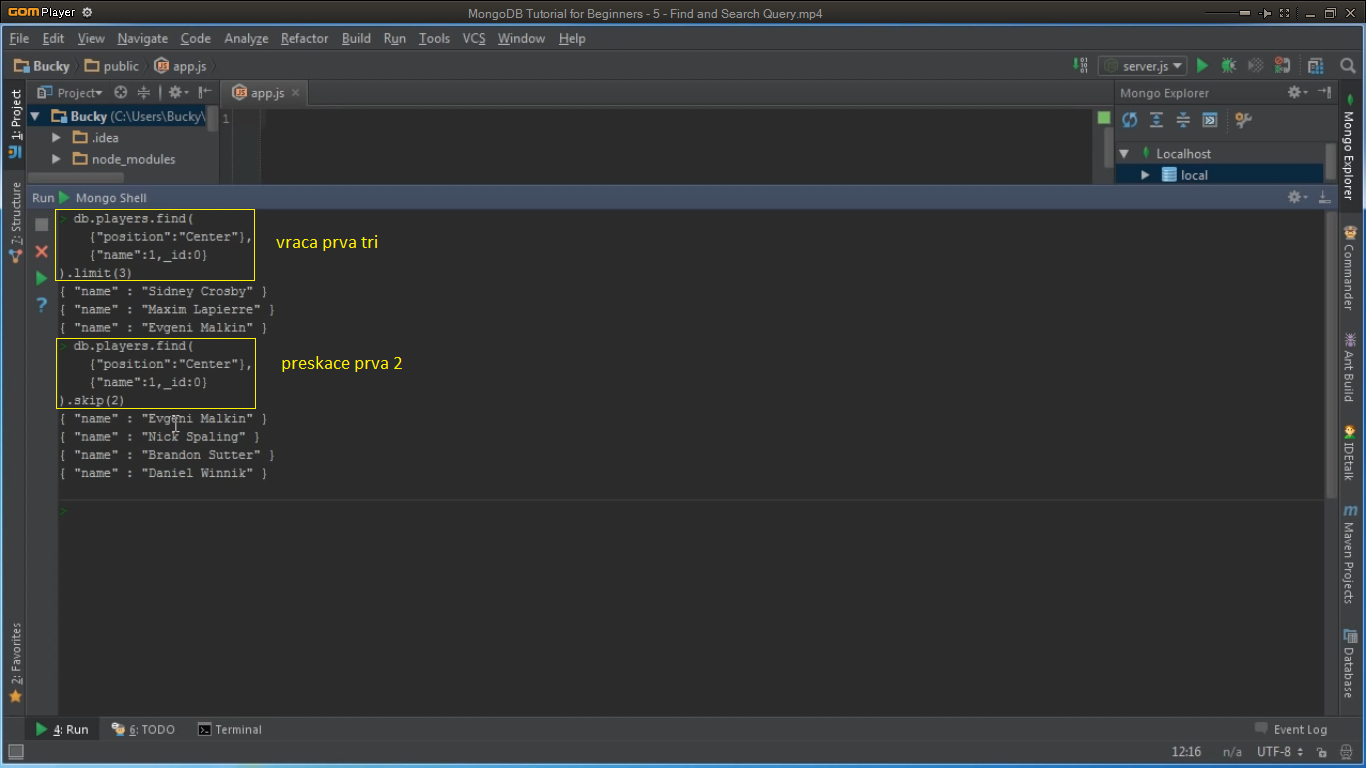 GOM Player
MongoDB Tutorial for Beginners - 5 - Find and Search Query.mp4
File Edit View Navigate Code Analyze Refactor Build Run Tools VCS Window Help
Bucky public app.js
server.js
1: Project
7: Structure
2: Favorites
Project
Bucky (C:\Users\Bucky\
.idea
node_modules
app.js
1
Mongo Explorer
Localhost
local
Run Mongo Shell
> db.players.find(
{"position":"Center"},
{"name":1,_id:0}
).limit(3)
vraca prva tri
{ "name" : "Sidney Crosby" }
{ "name" : "Maxim Lapierre" }
{ "name" : "Evgeni Malkin" }
> db.players.find(
{"position":"Center"},
{"name":1,_id:0}
).skip(2)
preskace prva 2
{ "name" : "Evgeni Malkin" }
{ "name" : "Nick Spaling" }
{ "name" : "Brandon Sutter" }
{ "name" : "Daniel Winnik" }
>
Mongo Explorer
Commander
Ant Build
IDEtalk
Maven Projects
Database
4: Run 6: TODO Terminal
Event Log
12:16 n/a UTF-8